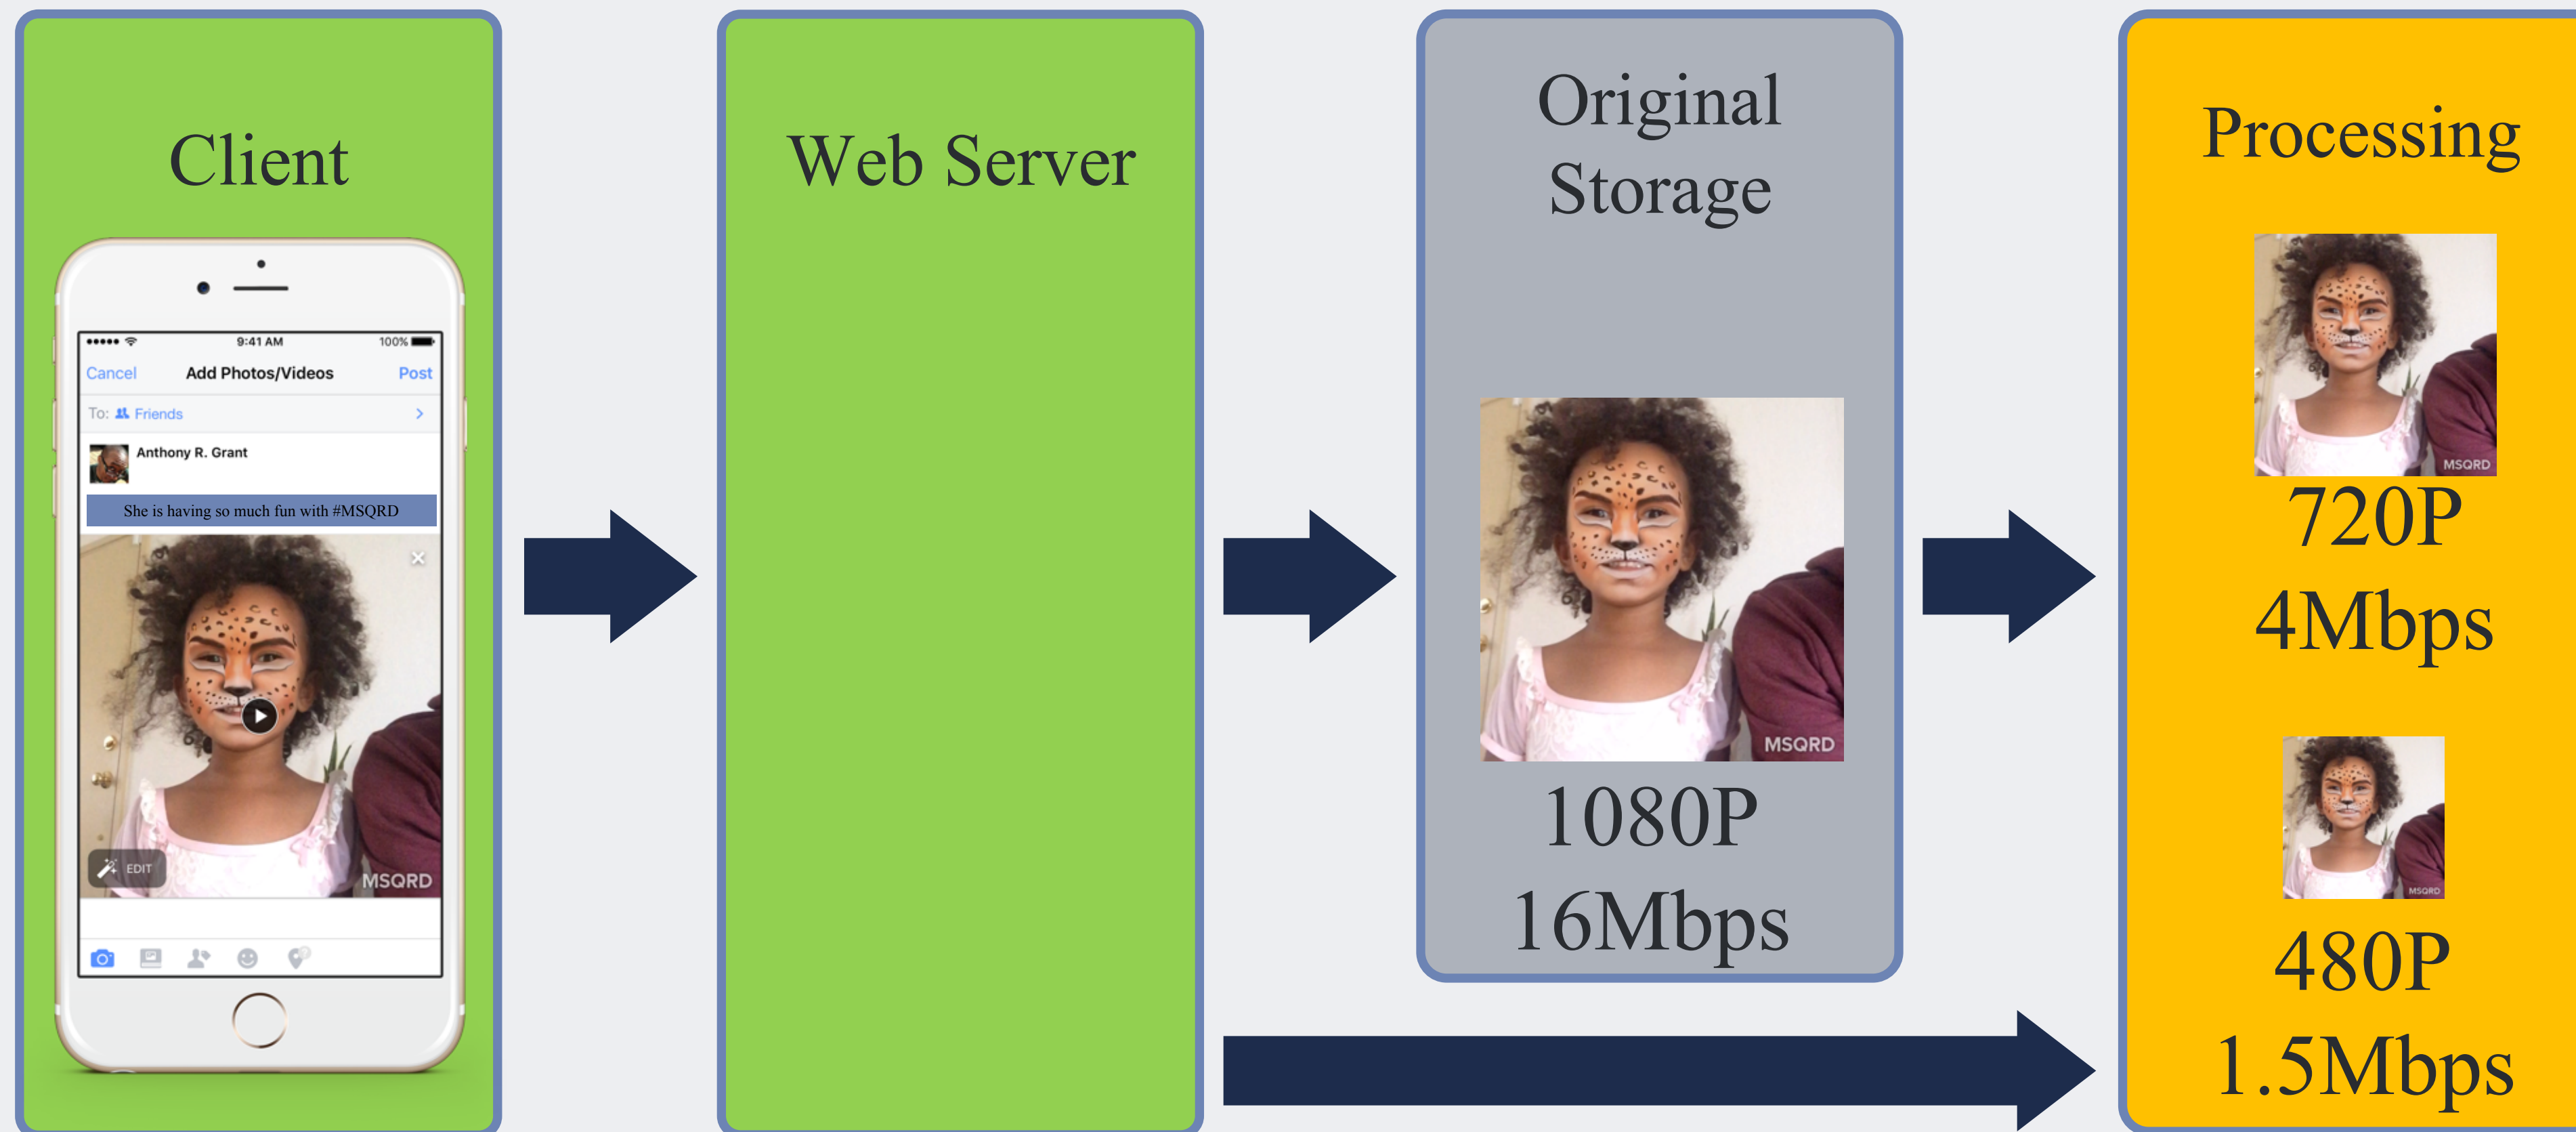 Client
9:41 AM
100%
Cancel
Add Photos/Videos
Post
To: Friends
Anthony R. Grant
She is having so much fun with #MSQRD
EDIT
MSQRD
Web Server
Original
Storage
MSQRD
1080P
16Mbps
Processing
MSQRD
720P
4Mbps
MSQRD
480P
1.5Mbps